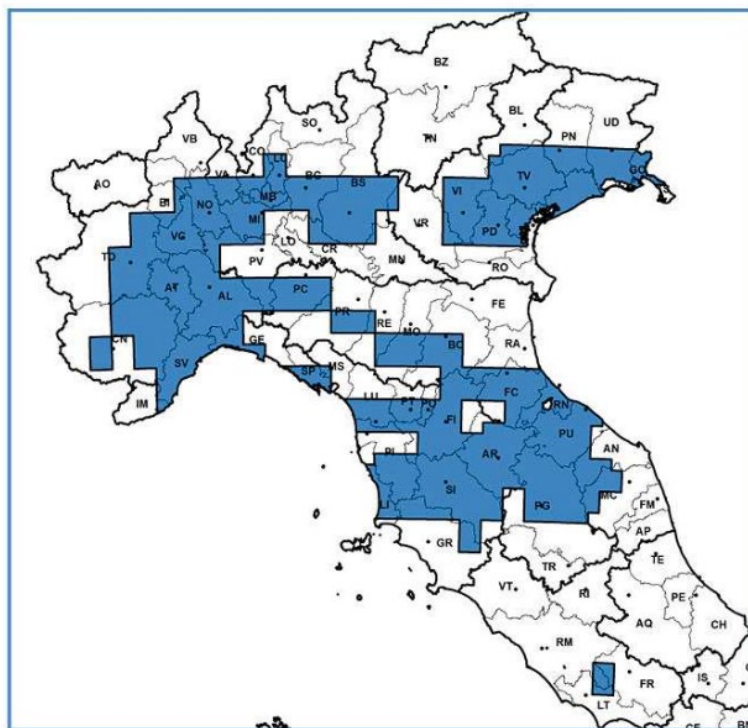 BZ
BL
UD
SO
VB
TN
PN
CO
LC
VA
BG
AO
GO
TV
BI
BS
VI
NO
MB
MI
VR
PD
VC
LO
CR
TO
PV
MN
RO
AT
AL
PC
FE
PR
RE
MO
CN
GE
BO
RA
SV
SP
MS
FC
LU
PT
PO
RN
IM
FI
PU
PI
AN
AR
SI
MC
LI
PG
FM
GR
AP
TE
TR
VT
RI
PE
AQ
CH
RM
FR
IS
LT
CE